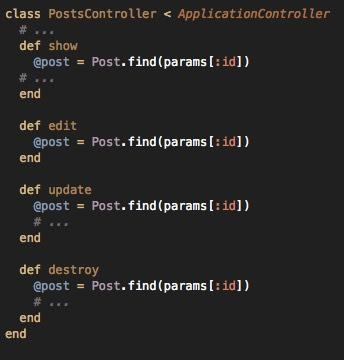 class PostsController < ApplicationController
  # ...
  def show
    @post = Post.find(params[:id])
  # ...
  end

  def edit
    @post = Post.find(params[:id])
  end

  def update
    @post = Post.find(params[:id])
    # ...
  end

  def destroy
    @post = Post.find(params[:id])
    # ...
  end
end